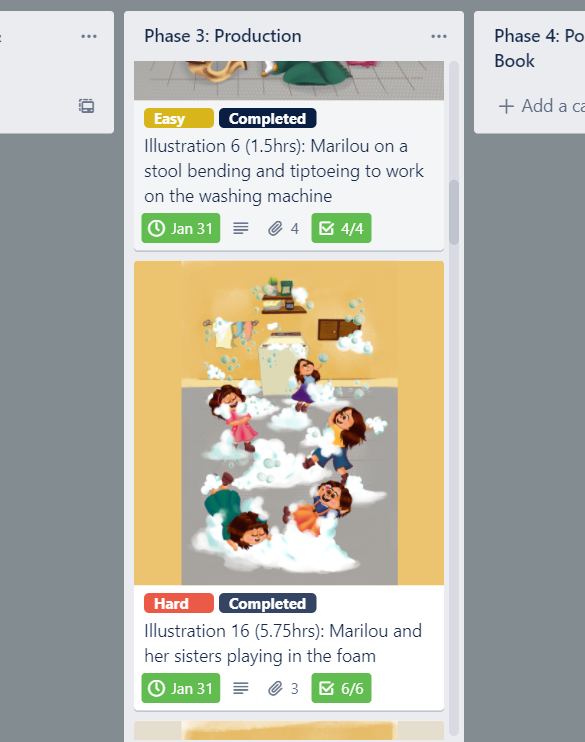 Phase 3: Production
Easy
Completed
Illustration 6 (1.5hrs): Marilou on a
stool bending and tiptoeing to work
on the washing machine
Jan 31
4
4/4
Hard
Completed
Illustration 16 (5.75hrs): Marilou and
her sisters playing in the foam
Jan 31
3
6/6
Phase 4: Po
Book
+ Add a ca